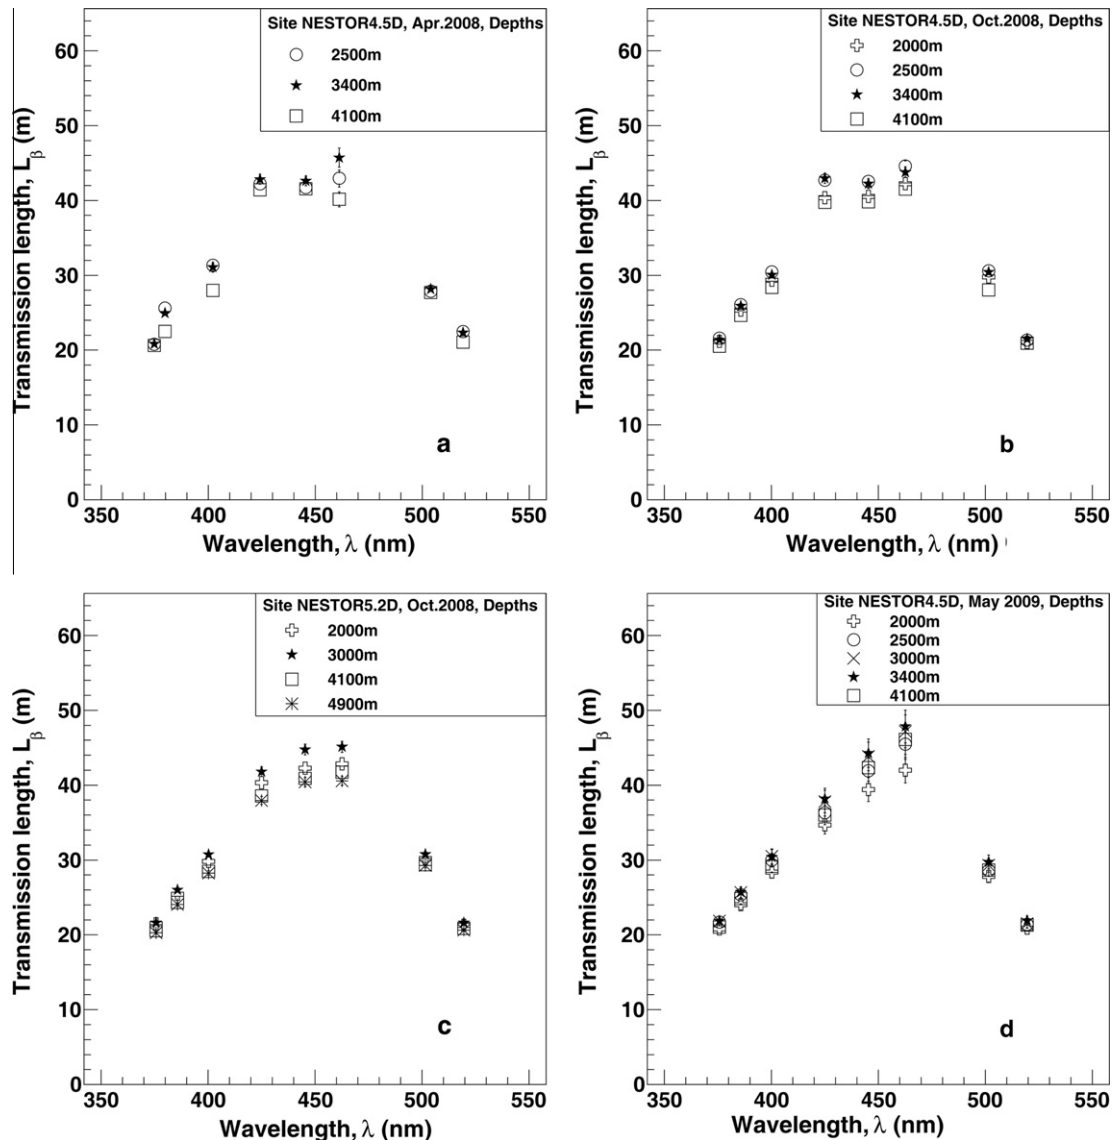 Site NESTOR4.5D, Apr.2008, Depths
2500m
3400m
4100m
Transmission length, Lβ (m)
60
50
40
30
20
10
0
a
350 400 450 500 550
Wavelength, λ (nm)
Site NESTOR4.5D, Oct.2008, Depths
2000m
2500m
3400m
4100m
Transmission length, Lβ (m)
60
50
40
30
20
10
0
b
350 400 450 500 550
Wavelength, λ (nm)
Site NESTOR5.2D, Oct.2008, Depths
2000m
3000m
4100m
4900m
Transmission length, Lβ (m)
60
50
40
30
20
10
0
c
350 400 450 500 550
Wavelength, λ (nm)
Site NESTOR4.5D, May 2009, Depths
2000m
2500m
3000m
3400m
4100m
Transmission length, Lβ (m)
60
50
40
30
20
10
0
d
350 400 450 500 550
Wavelength, λ (nm)